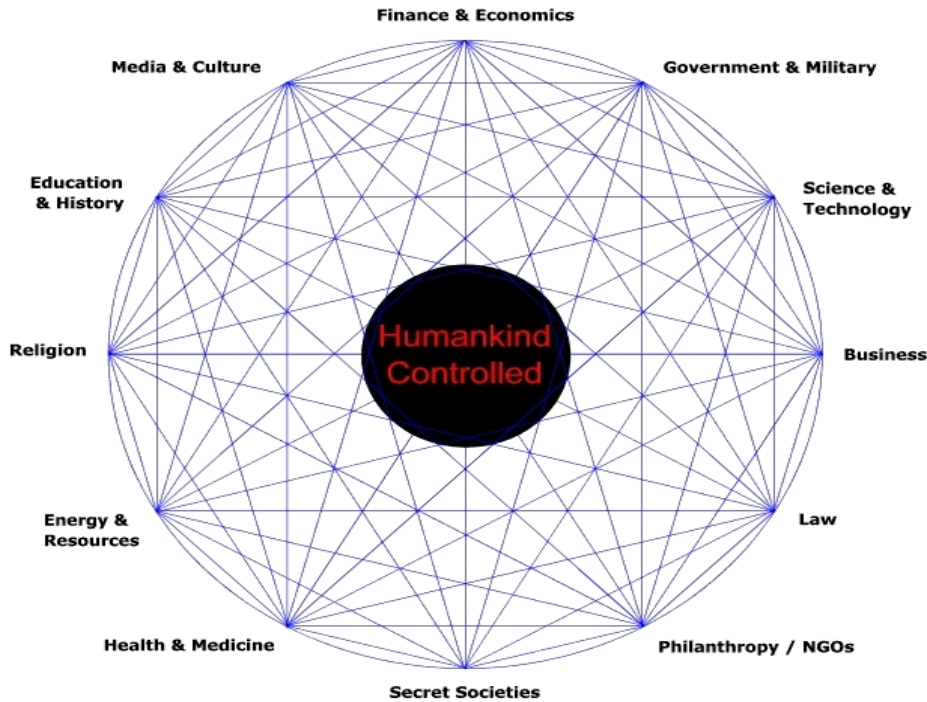 Finance & Economics
Media & Culture
Government & Military
Education
& History
Science &
Technology
Humankind
Controlled
Religion
Business
Energy &
Resources
Law
Health & Medicine
Philanthropy / NGOs
Secret Societies